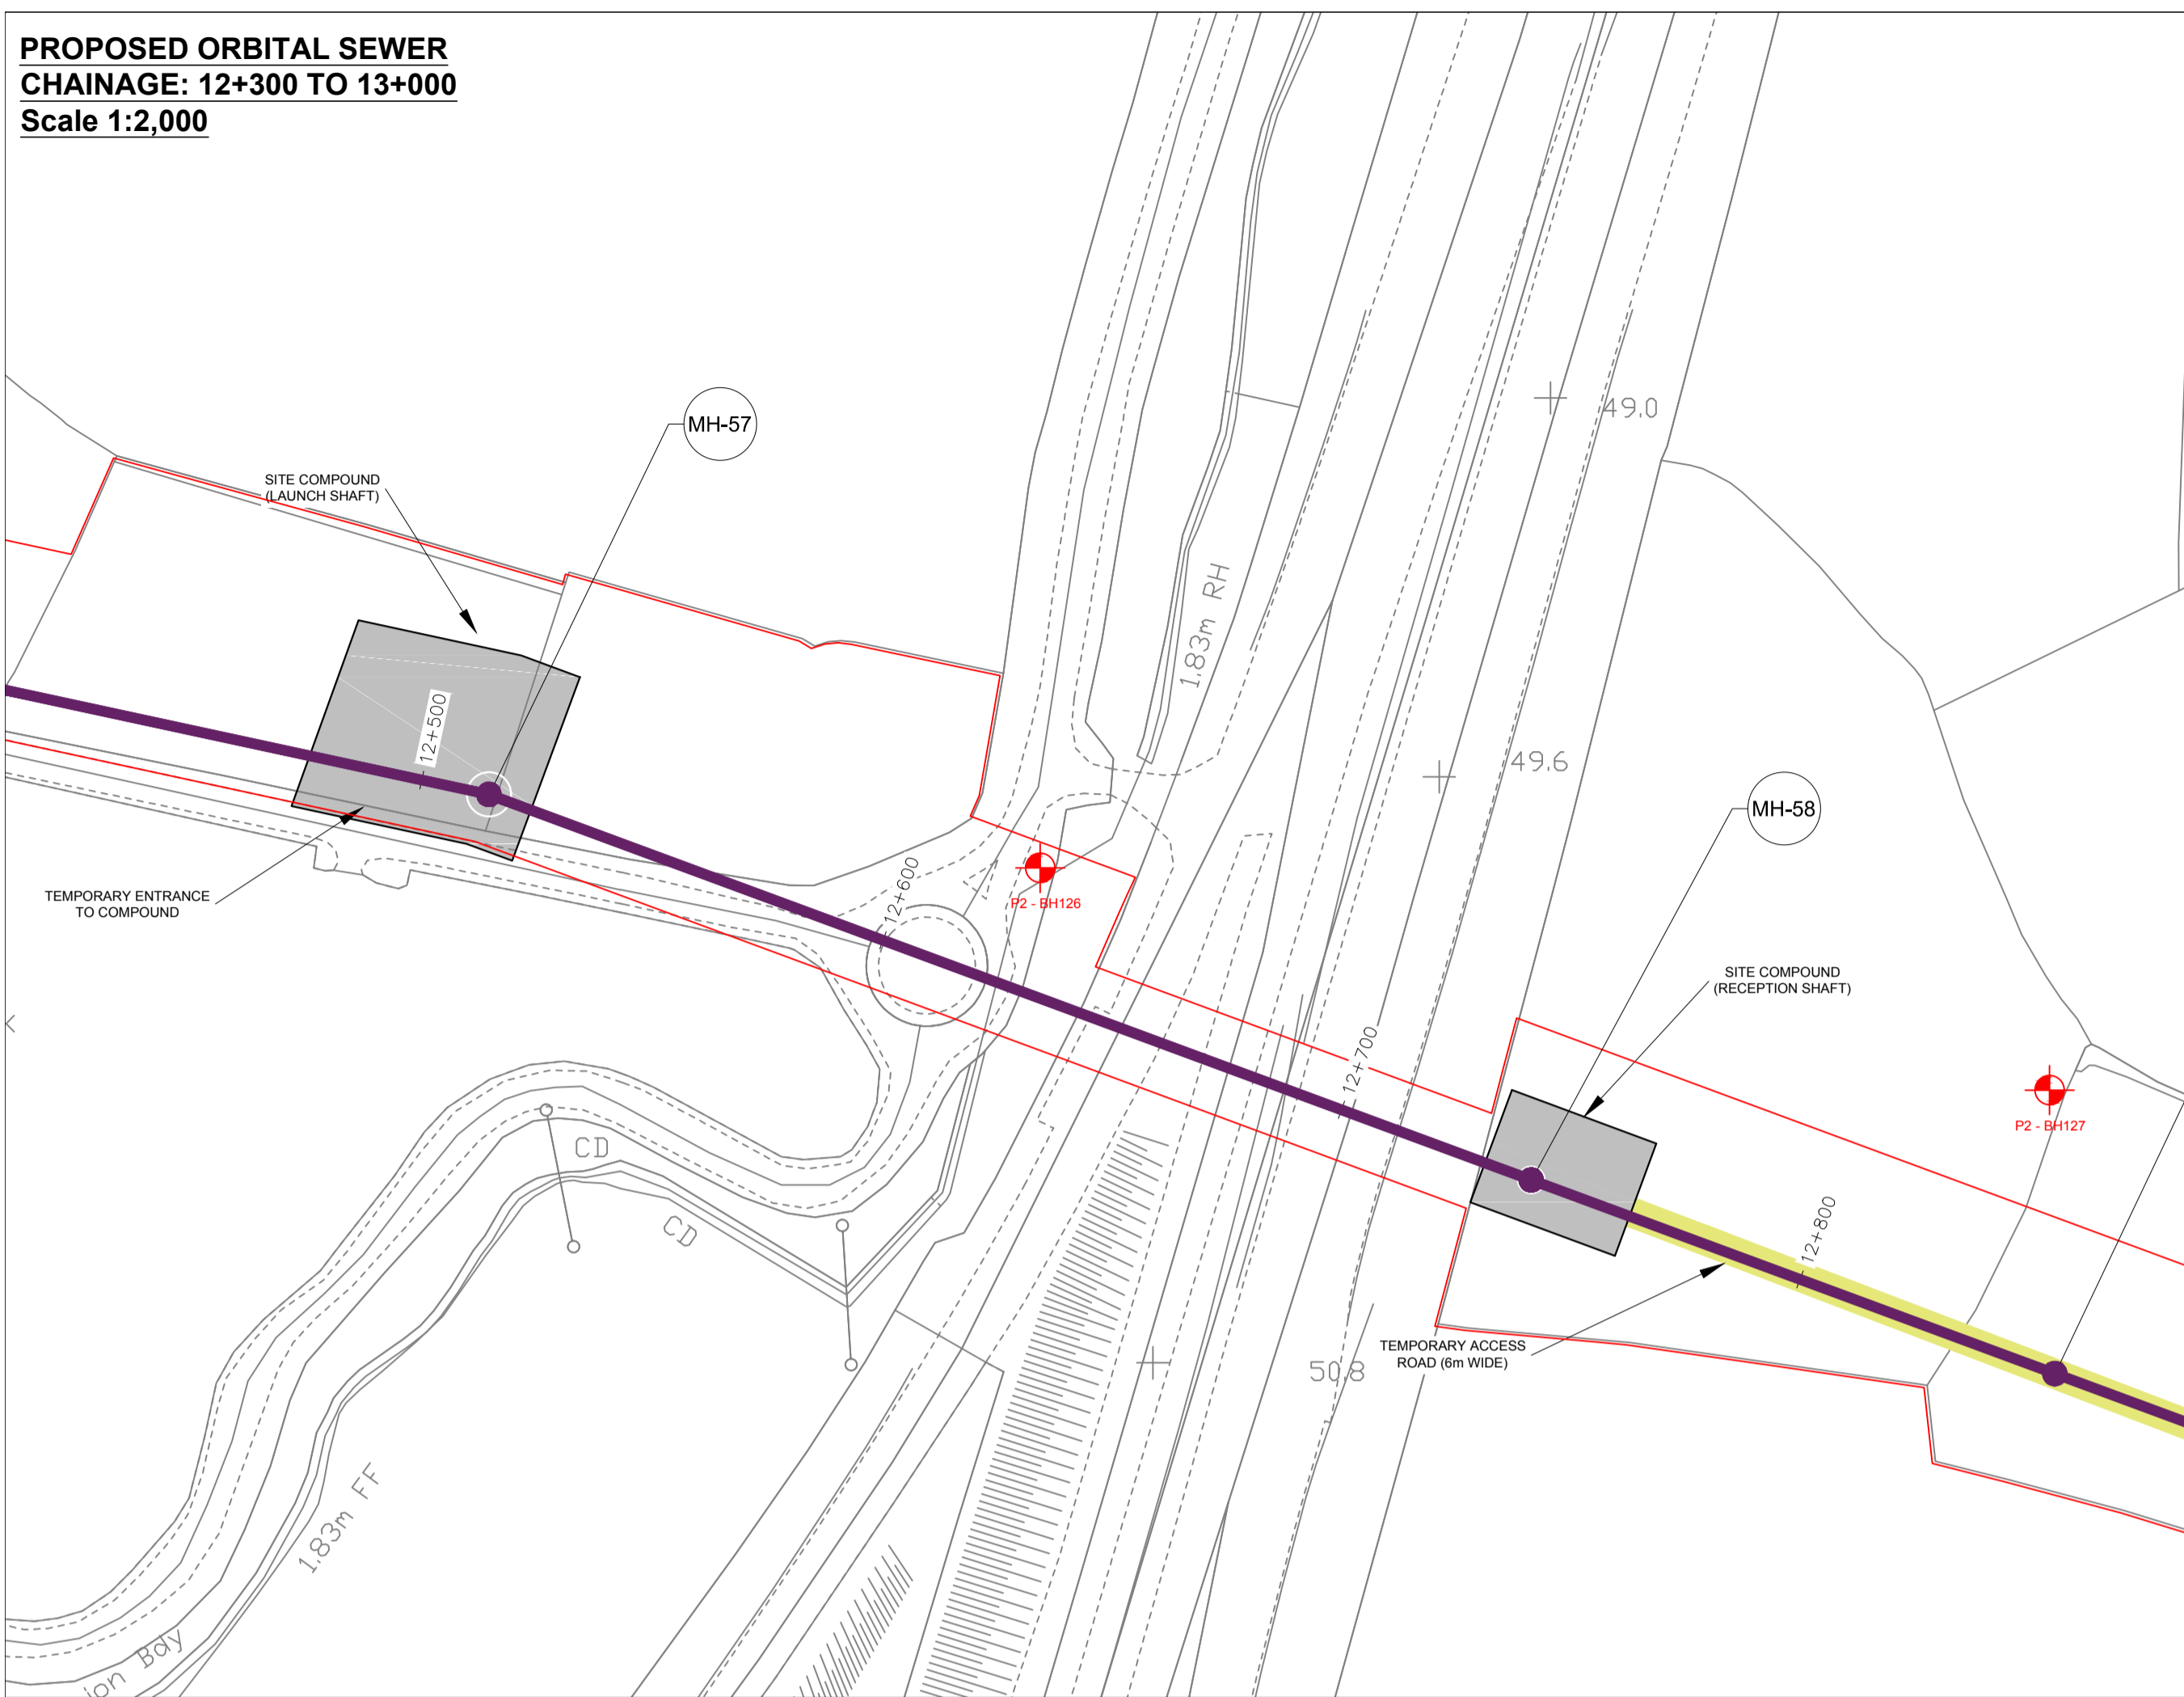 PROPOSED ORBITAL SEWER
CHAINAGE: 12+300 TO 13+000
Scale 1:2,000
49.0
MH-57
SITE COMPOUND
(LAUNCH SHAFT)
1.83m RH
12+500
49.6
MH-58
TEMPORARY ENTRANCE
TO COMPOUND
12+600
P2 - BH126
SITE COMPOUND
(RECEPTION SHAFT)
12+700
P2 - BH127
CD
CD
12+800
TEMPORARY ACCESS
ROAD (6m WIDE)
50.8
1.83m FF
ion Bdy